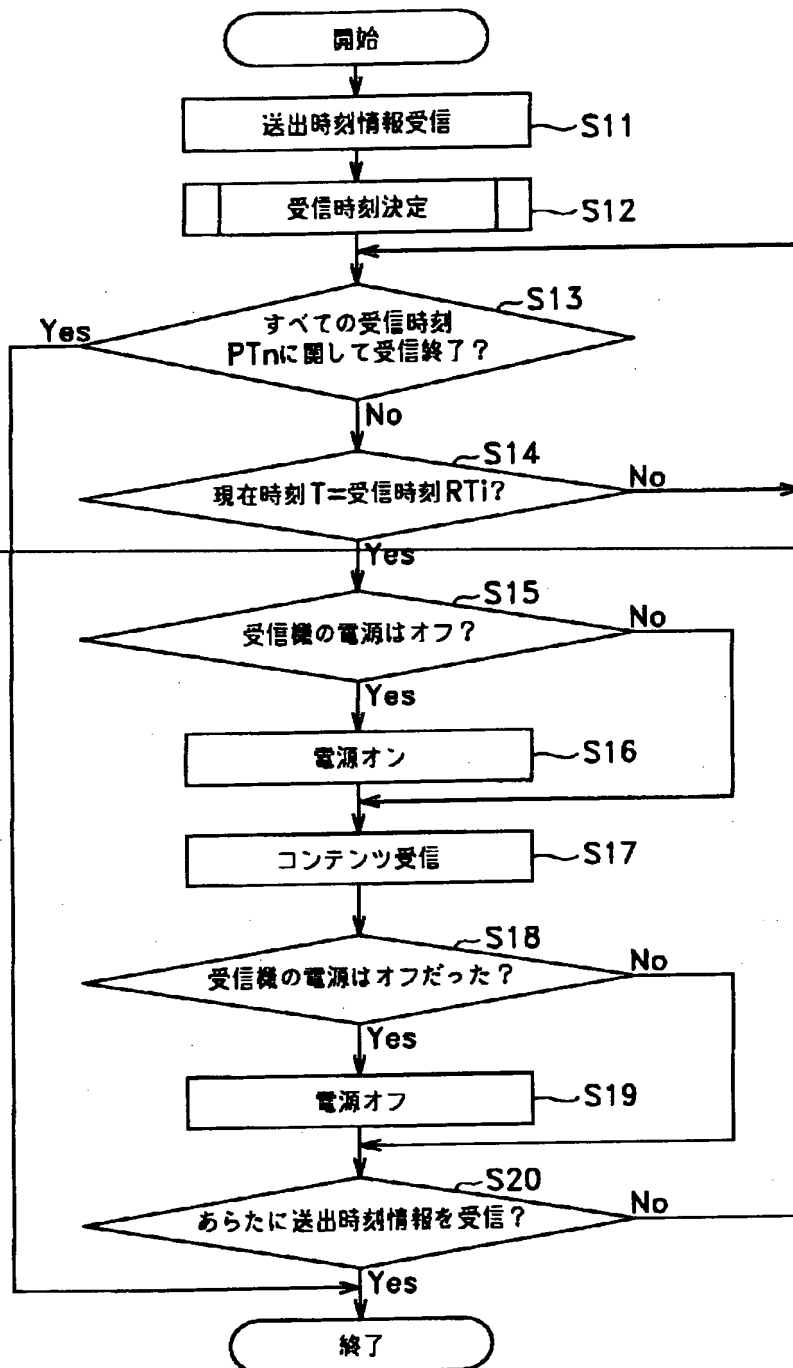 開始
送出時刻情報受信
S11
受信時刻決定
S12
S13
すべての受信時刻
PTnに関して受信終了？
Yes
No
S14
現在時刻T=受信時刻RTi?
No
Yes
S15
受信機の電源はオフ？
No
Yes
電源オン
S16
コンテンツ受信
S17
S18
受信機の電源はオフだった？
No
Yes
電源オフ
S19
S20
あらたに送出時刻情報を受信？
No
Yes
終了